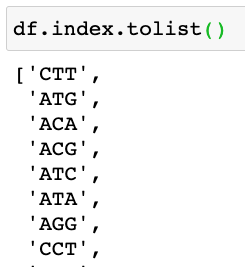 df.index.tolist()
['CTT',
'ATG',
'ACA',
'ACG',
'ATC',
'ATA',
'AGG',
'CCT',